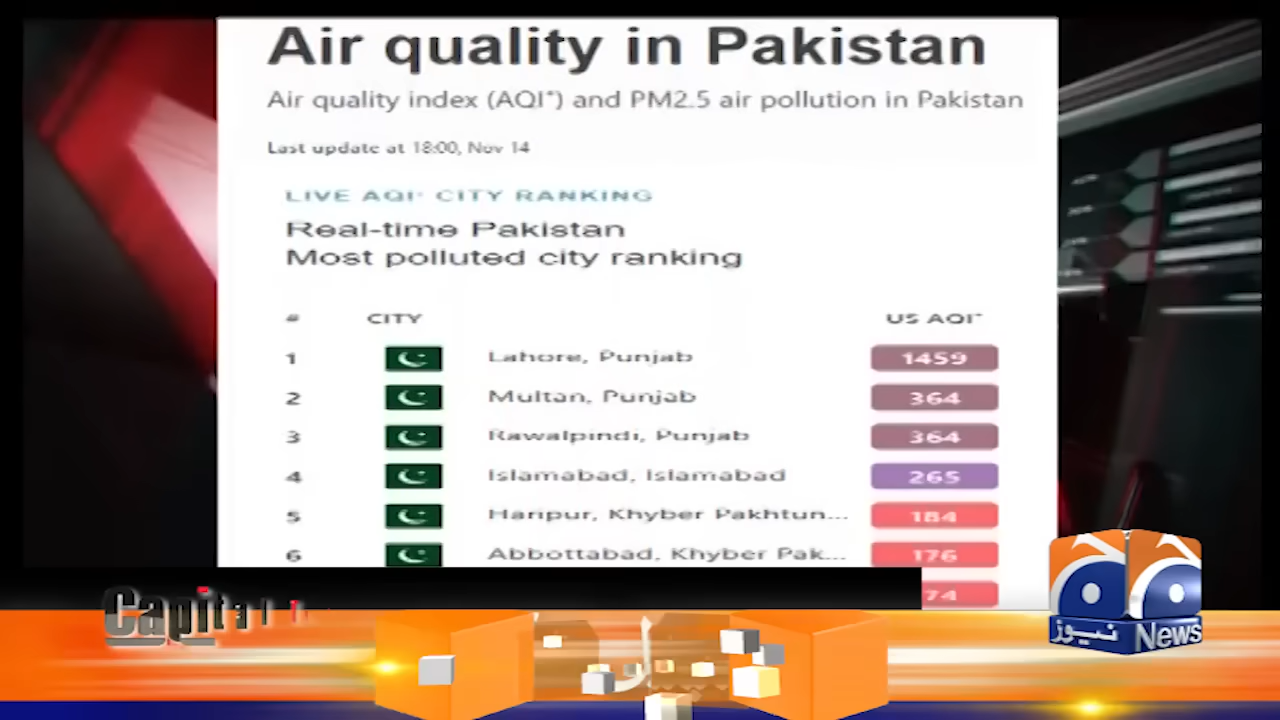 Air quality in Pakistan
Air quality index (AQI*) and PM2.5 air pollution in Pakistan
Last update at 18:00, Nov 14
LIVE AQI* CITY RANKING
Real-time Pakistan
Most polluted city ranking
# CITY US AQI*
1 Lahore, Punjab 1459
2 Multan, Punjab 364
3 Rawalpindi, Punjab 364
4 Islamabad, Islamabad 265
5 Haripur, Khyber Pakhtun... 184
6 Abbottabad, Khyber Pak... 176
74
Capital T
نیوز News